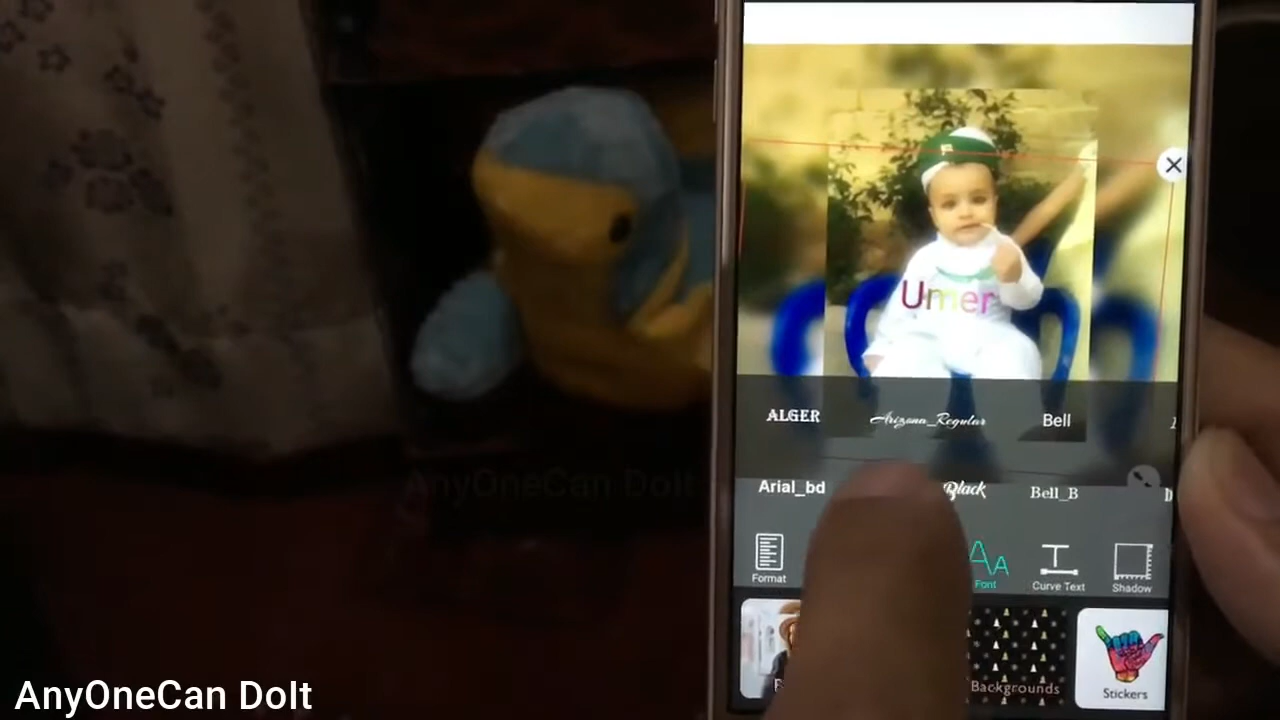 Umer
ALGER Arizona_Regular Bell
Arial_bd Black Bell_B
Format Font Curve Text Shadow
Backgrounds Stickers
AnyOneCan DoIt
AnyOneCan DoIt